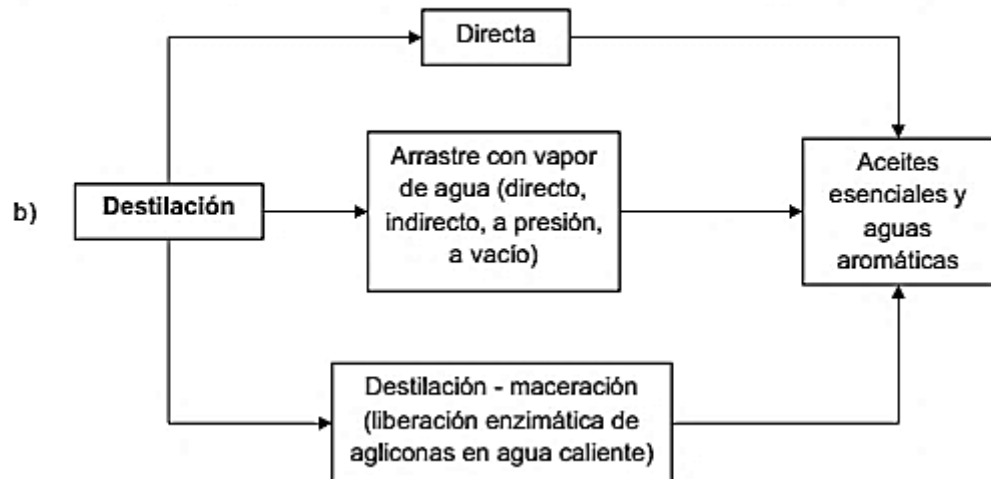 Directa
Arrastre con vapor
de agua (directo,
indirecto, a presión,
a vacío)
Aceites
esenciales y
aguas
aromáticas
b)
Destilación
Destilación - maceración
(liberación enzimática de
agliconas en agua caliente)